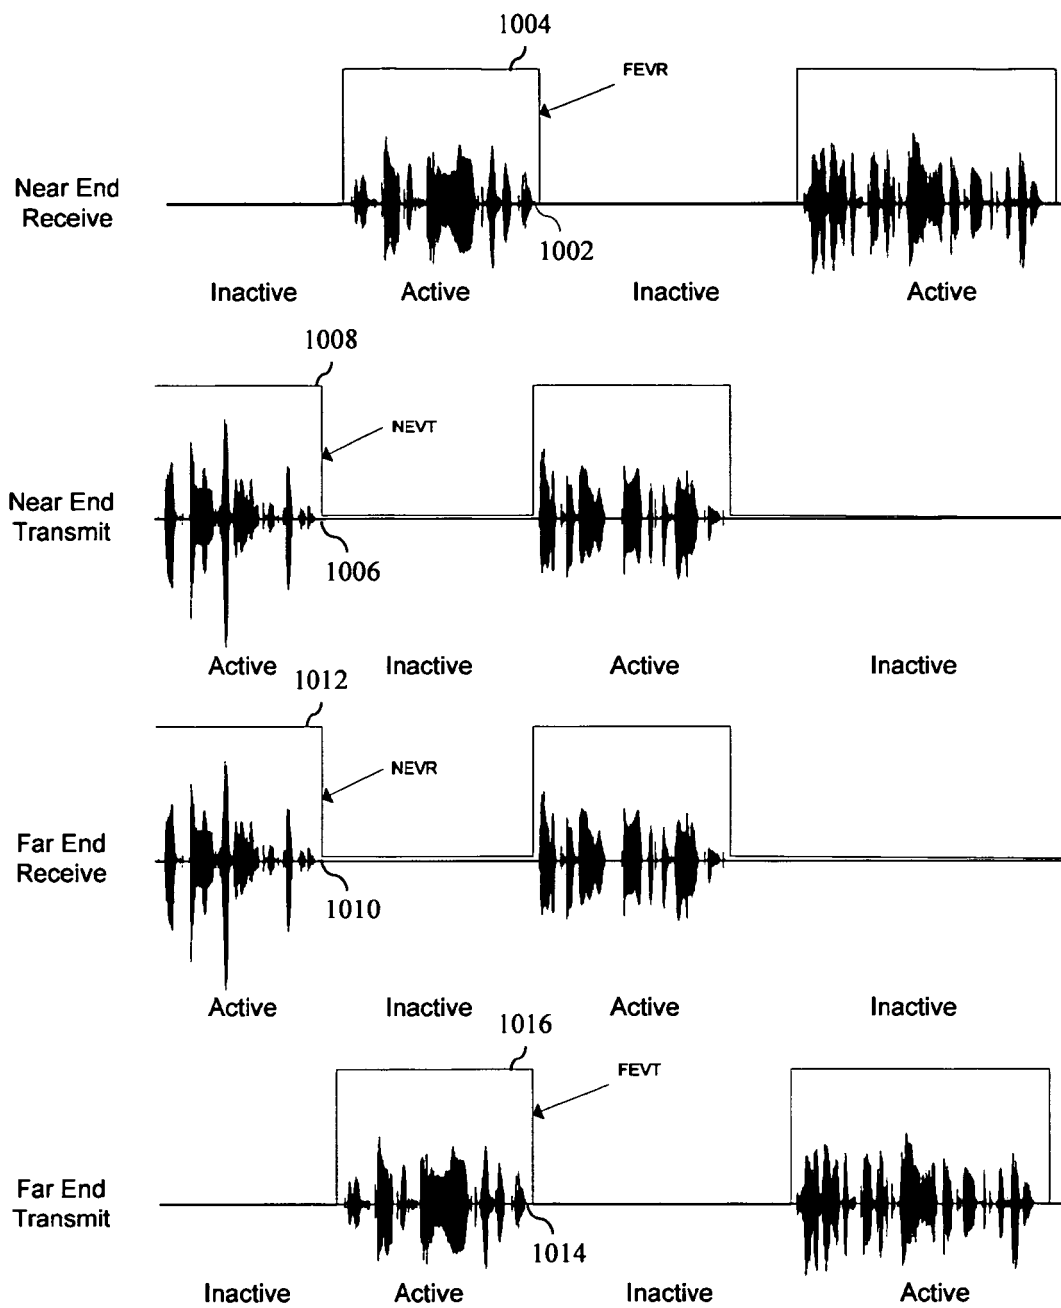 1004
FEVR
Near End
Receive
1002
Inactive Active Inactive Active
1008
NEVT
Near End
Transmit
1006
Active Inactive Active Inactive
1012
NEVR
Far End
Receive
1010
Active Inactive Active Inactive
1016
FEVT
Far End
Transmit
1014
Inactive Active Inactive Active